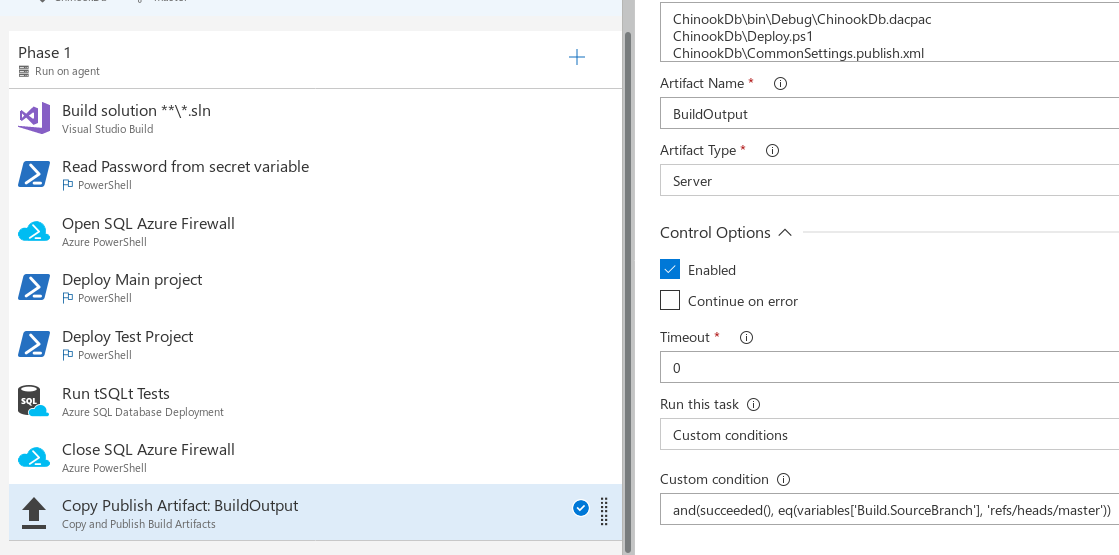 Phase 1
Run on agent
Build solution **\*.sln
Visual Studio Build
Read Password from secret variable
PowerShell
Open SQL Azure Firewall
Azure PowerShell
Deploy Main project
PowerShell
Deploy Test Project
PowerShell
SQL
Run tSQLt Tests
Azure SQL Database Deployment
Close SQL Azure Firewall
Azure PowerShell
Copy Publish Artifact: BuildOutput
Copy and Publish Build Artifacts
ChinookDb\bin\Debug\ChinookDb.dacpac
ChinookDb\Deploy.ps1
ChinookDb\CommonSettings.publish.xml
Artifact Name *
BuildOutput
Artifact Type *
Server
Control Options
Enabled
Continue on error
Timeout *
0
Run this task
Custom conditions
Custom condition
and(succeeded(), eq(variables['Build.SourceBranch'], 'refs/heads/master'))